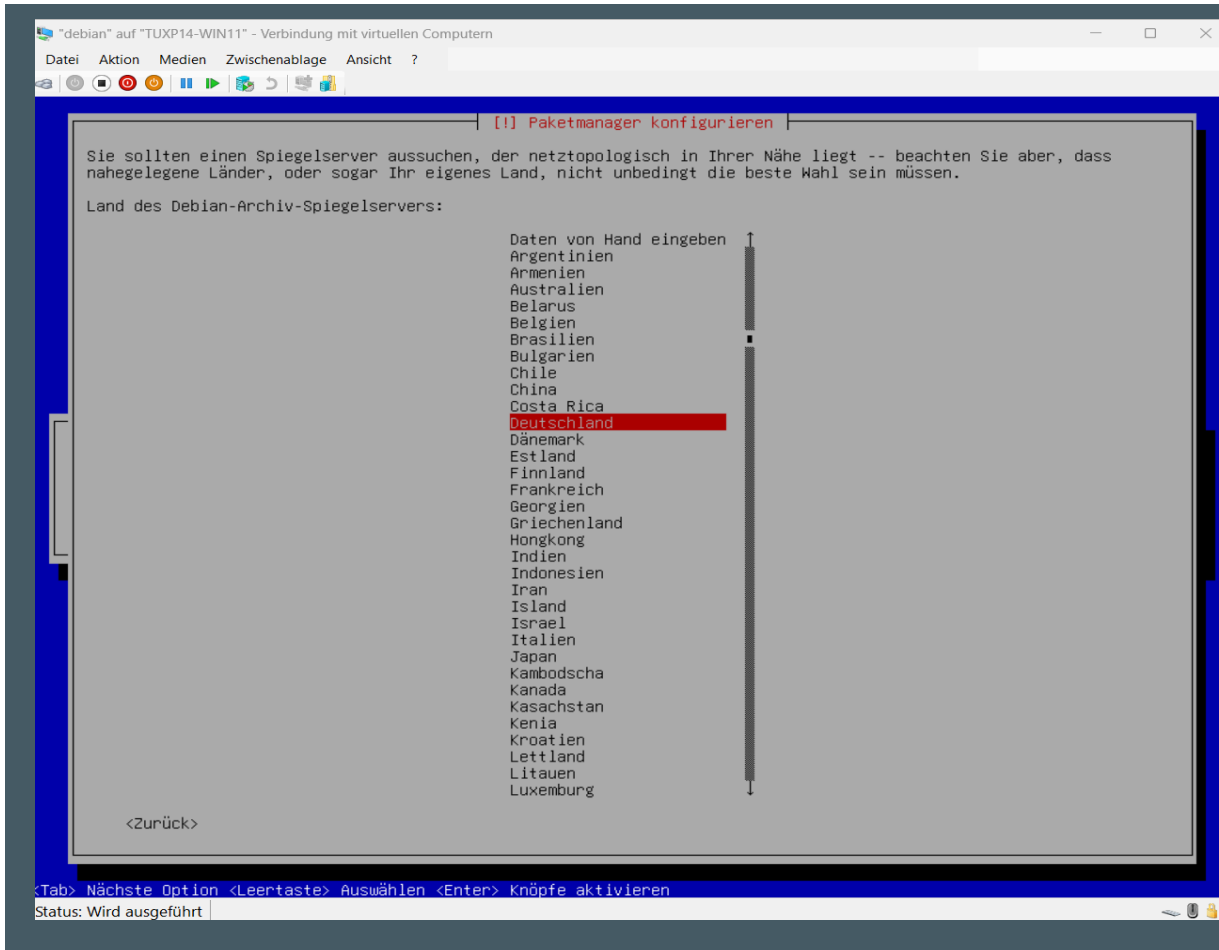 "debian" auf "TUXP14-WIN11" - Verbindung mit virtuellen Computern
Datei Aktion Medien Zwischenablage Ansicht ?
[!] Paketmanager konfigurieren
Sie sollten einen Spiegelserver aussuchen, der netztopologisch in Ihrer Nähe liegt -- beachten Sie aber, dass
nahegelegene Länder, oder sogar Ihr eigenes Land, nicht unbedingt die beste Wahl sein müssen.
Land des Debian-Archiv-Spiegelservers:
Daten von Hand eingeben
Argentinien
Armenien
Australien
Belarus
Belgien
Brasilien
Bulgarien
Chile
China
Costa Rica
Deutschland
Dänemark
Estland
Finnland
Frankreich
Georgien
Griechenland
Hongkong
Indien
Indonesien
Iran
Island
Israel
Italien
Japan
Kambodscha
Kanada
Kasachstan
Kenia
Kroatien
Lettland
Litauen
Luxemburg
<Zurück>
<Tab> Nächste Option <Leertaste> Auswählen <Enter> Knöpfe aktivieren
Status: Wird ausgeführt